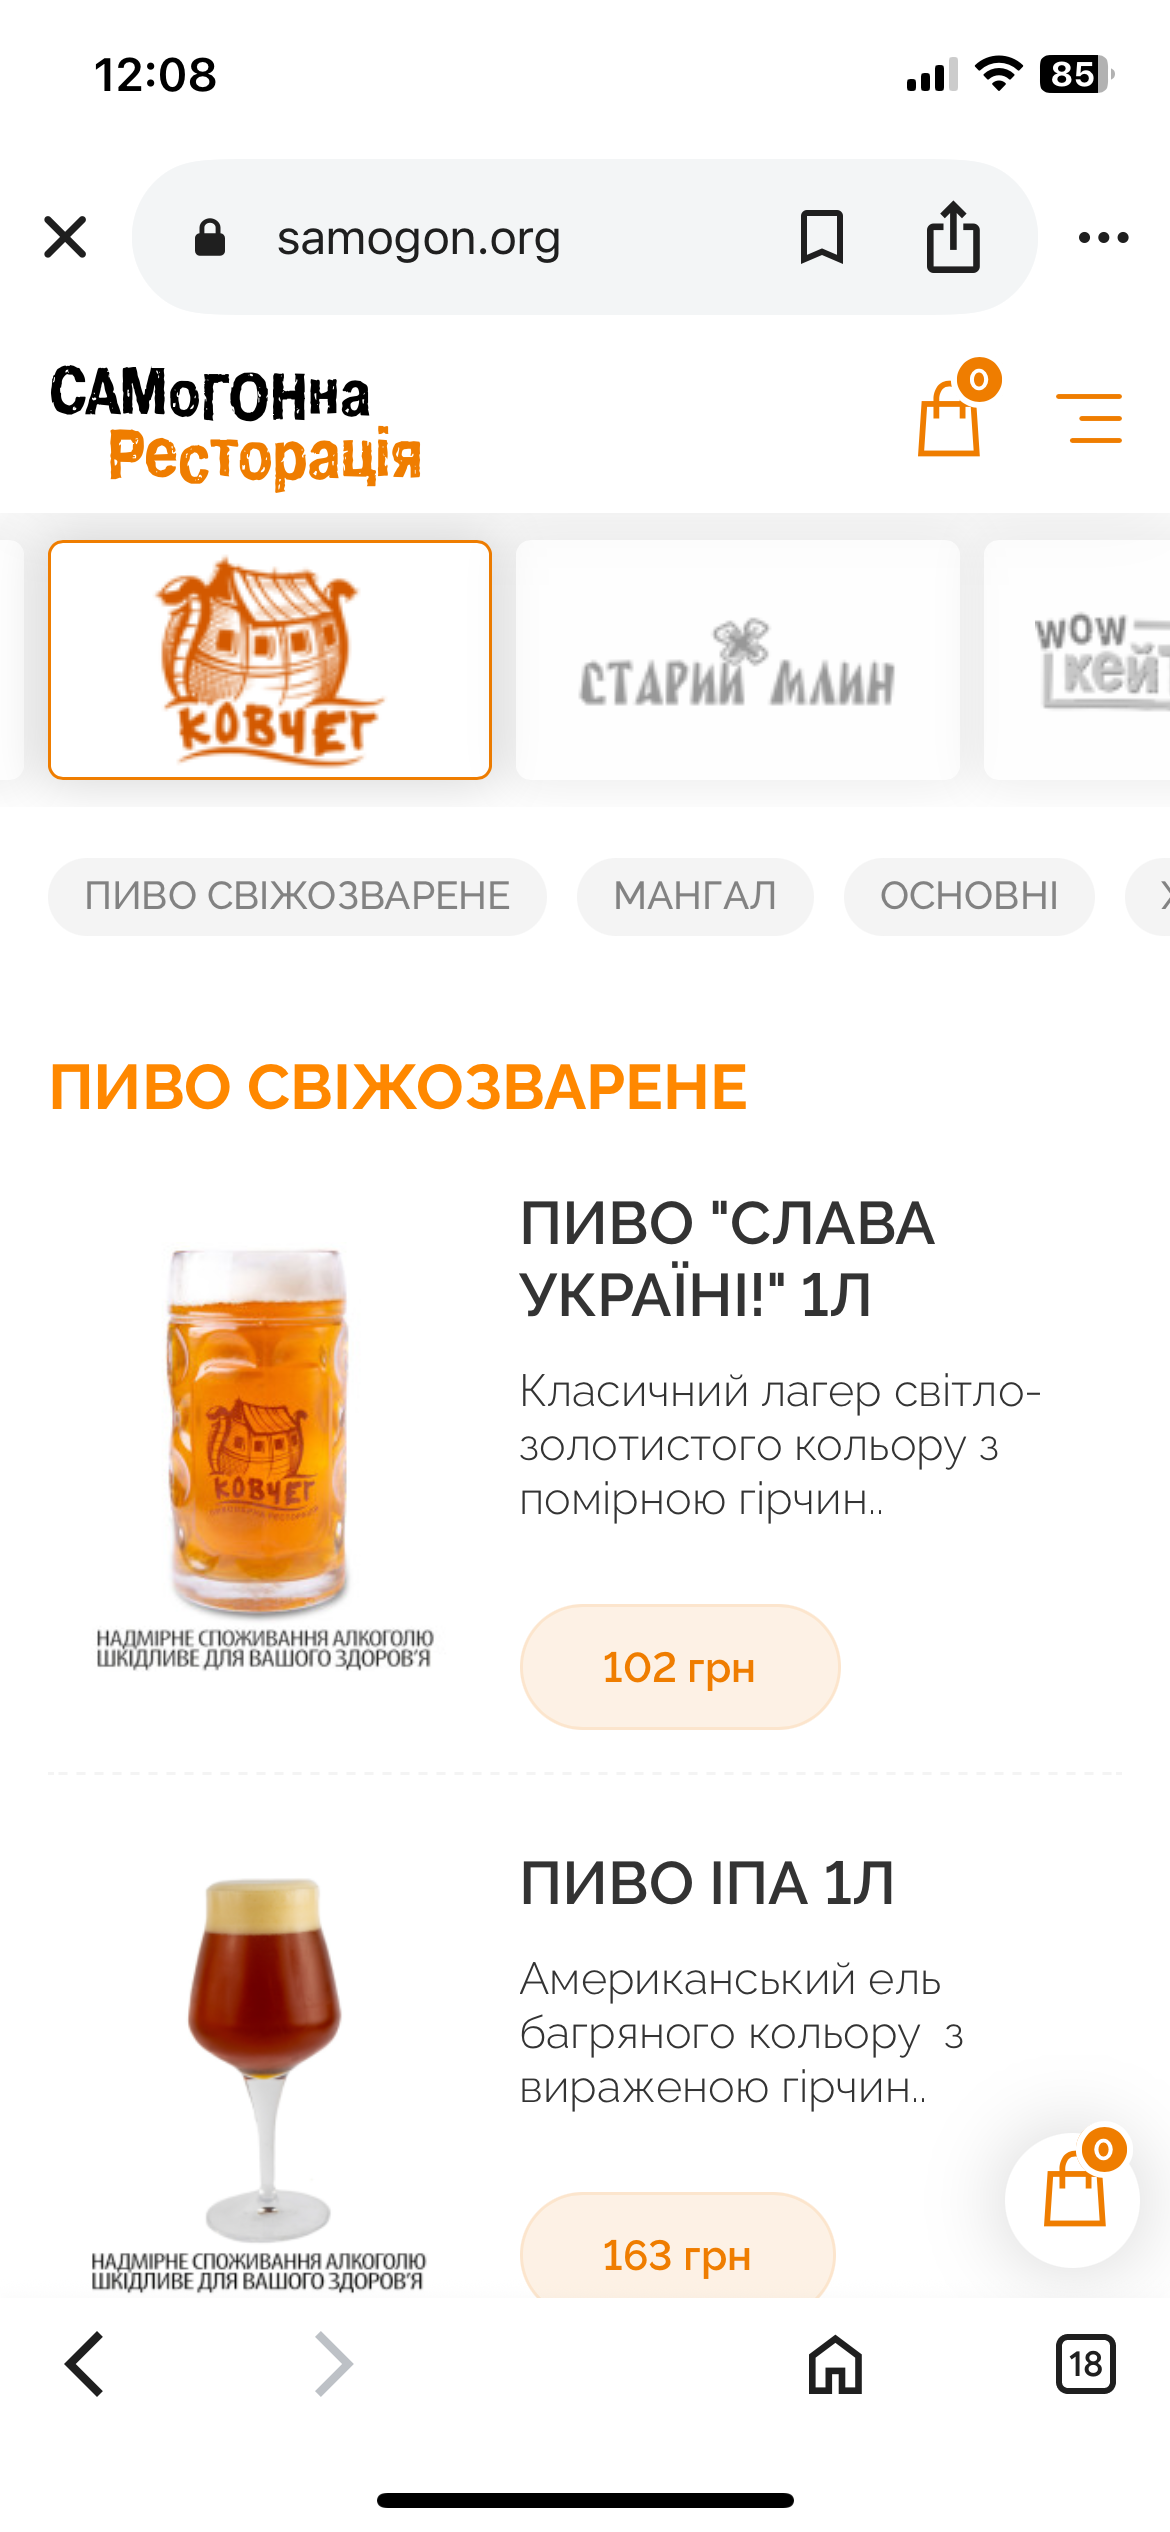 12:08
85
samogon.org
САМоГОНна
Ресторація
0
КОВЧЕГ
СТАРИЙ МЛИН
WOW
Кейт
ПИВО СВІЖОЗВАРЕНЕ
МАНГАЛ
ОСНОВНІ
ПИВО СВІЖОЗВАРЕНЕ
ПИВО "СЛАВА
УКРАЇНІ!" 1Л
Класичний лагер світло-
золотистого кольору з
помірною гірчин..
КОВЧЕГ
НАДМІРНЕ СПОЖИВАННЯ АЛКОГОЛЮ
ШКІДЛИВЕ ДЛЯ ВАШОГО ЗДОРОВ'Я
102 грн
ПИВО ІПА 1Л
Американський ель
багряного кольору  з
вираженою гірчин..
НАДМІРНЕ СПОЖИВАННЯ АЛКОГОЛЮ
ШКІДЛИВЕ ДЛЯ ВАШОГО ЗДОРОВ'Я
0
163 грн
18